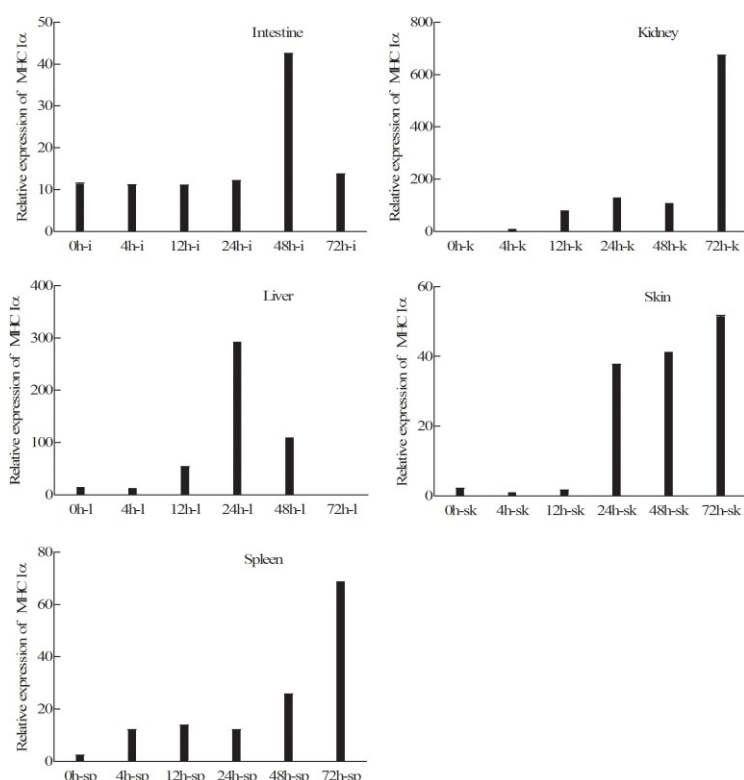 Intestine
Relative expression of MHC Iα
50
40
30
20
10
0
0h-i 4h-i 12h-i 24h-i 48h-i 72h-i
Kidney
Relative expression of MHC Iα
800
600
400
200
0
0h-k 4h-k 12h-k 24h-k 48h-k 72h-k
Liver
Relative expression of MHC Iα
400
300
200
100
0
0h-l 4h-l 12h-l 24h-l 48h-l 72h-l
Skin
Relative expression of MHC Iα
60
40
20
0
0h-sk 4h-sk 12h-sk 24h-sk 48h-sk 72h-sk
Spleen
Relative expression of MHC Iα
80
60
40
20
0
0h-sp 4h-sp 12h-sp 24h-sp 48h-sp 72h-sp